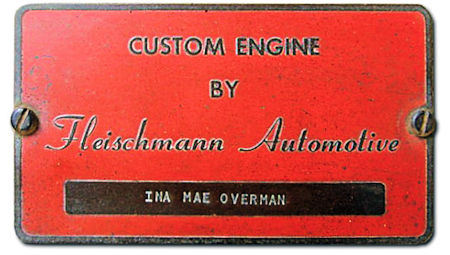 CUSTOM ENGINE
BY
Fleischmann Automotive
INA MAE OVERMAN